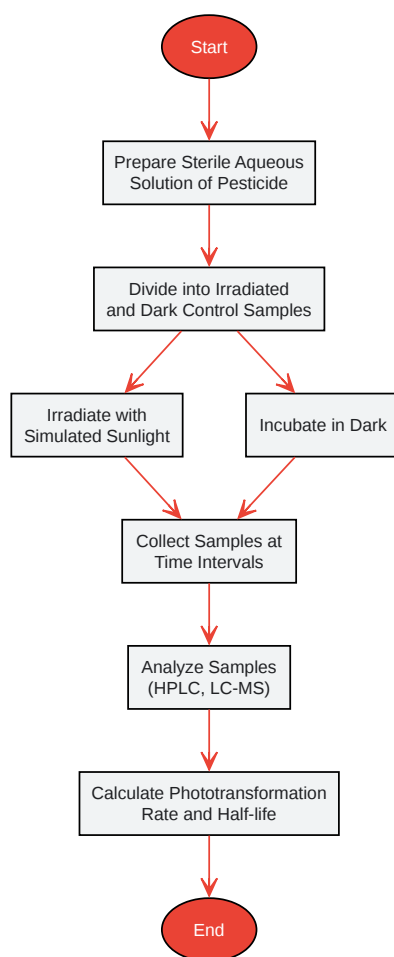 Start
Prepare Sterile Aqueous
Solution of Pesticide
Divide into Irradiated
and Dark Control Samples
Irradiate with
Simulated Sunlight
Incubate in Dark
Collect Samples at
Time Intervals
Analyze Samples
(HPLC, LC-MS)
Calculate Phototransformation
Rate and Half-life
End